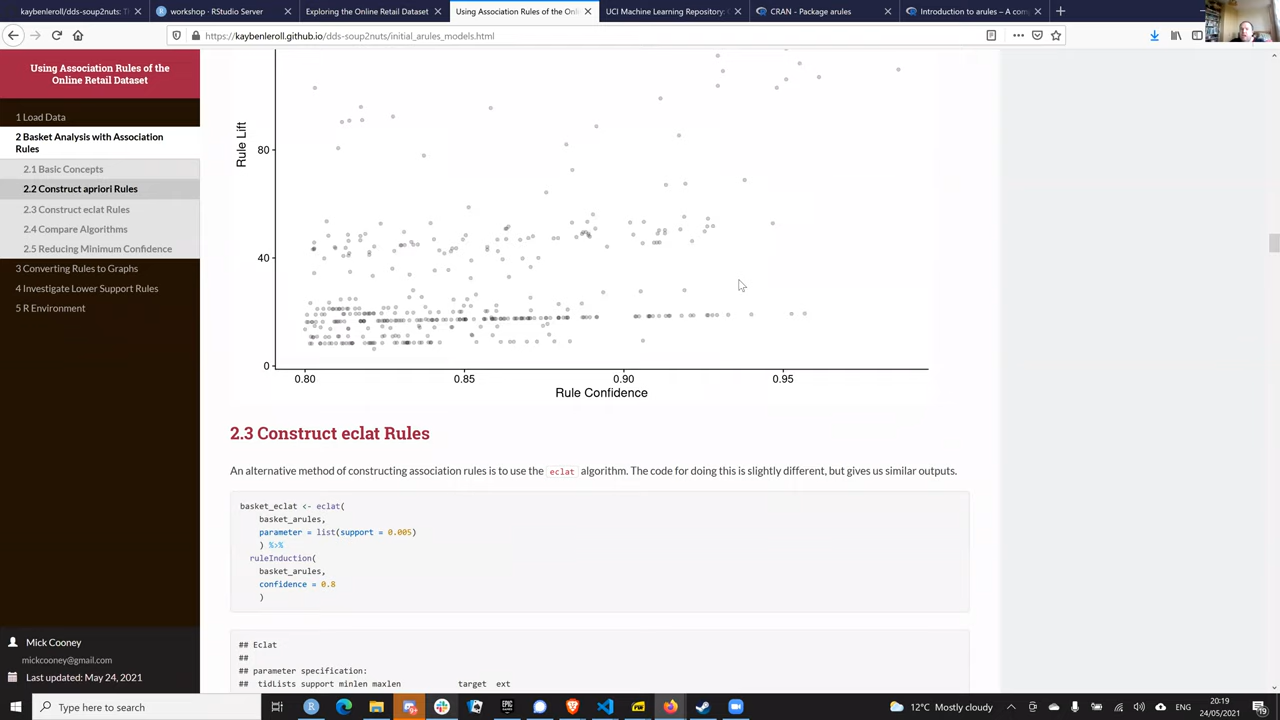 kaybenleroll/dds-soup2nuts: Th
workshop - RStudio Server
Exploring the Online Retail Dataset
Using Association Rules of the Onl
UCI Machine Learning Repository:
CRAN - Package arules
Introduction to arules – A com
https://kaybenleroll.github.io/dds-soup2nuts/initial_arules_models.html
Using Association Rules of the
Online Retail Dataset
1 Load Data
2 Basket Analysis with Association
Rules
2.1 Basic Concepts
2.2 Construct apriori Rules
2.3 Construct eclat Rules
2.4 Compare Algorithms
2.5 Reducing Minimum Confidence
3 Converting Rules to Graphs
4 Investigate Lower Support Rules
5 R Environment
Mick Cooney
mickcooney@gmail.com
Last updated: May 24, 2021
Rule Lift
80
40
0
0.80
0.85
0.90
0.95
Rule Confidence
2.3 Construct eclat Rules
An alternative method of constructing association rules is to use the eclat algorithm. The code for doing this is slightly different, but gives us similar outputs.
basket_eclat <- eclat(
basket_arules,
parameter = list(support = 0.005)
) %>%
ruleInduction(
basket_arules,
confidence = 0.8
)
## Eclat
##
## parameter specification:
## tidLists support minlen maxlen target ext
Type here to search
12°C Mostly cloudy
ENG
20:19
24/05/2021